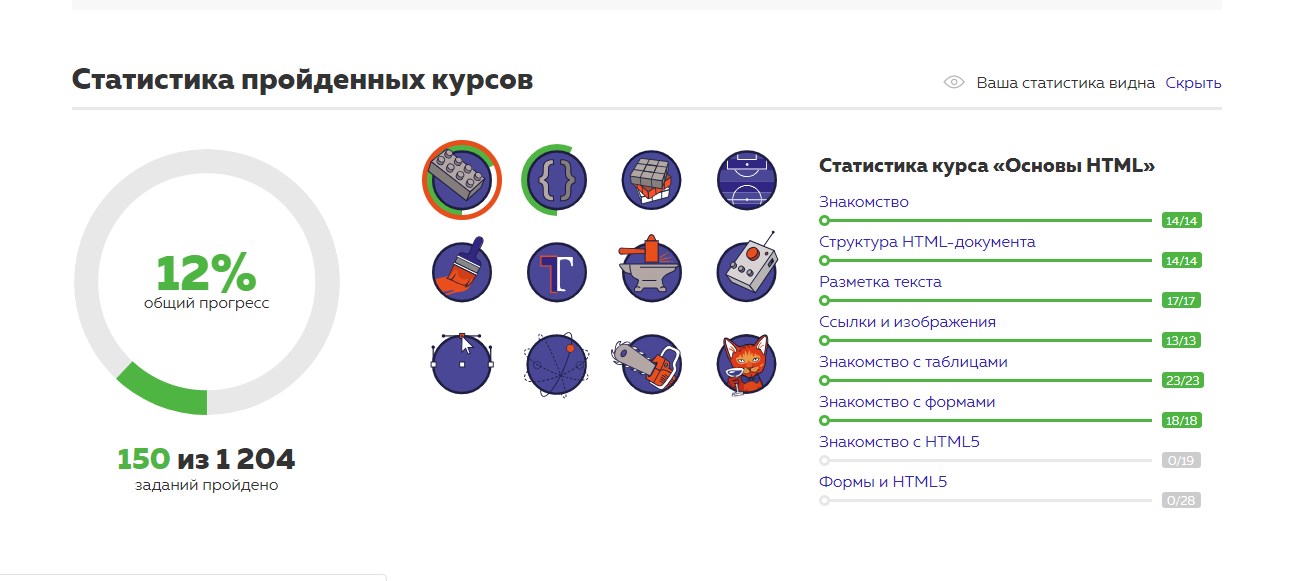 Статистика пройденных курсов
Ваша статистика видна Скрыть
12%
общий прогресс
150 из 1 204
заданий пройдено
{ }
T
Статистика курса «Основы HTML»
Знакомство
14/14
Структура HTML-документа
14/14
Разметка текста
17/17
Ссылки и изображения
13/13
Знакомство с таблицами
23/23
Знакомство с формами
18/18
Знакомство с HTML5
0/19
Формы и HTML5
0/28